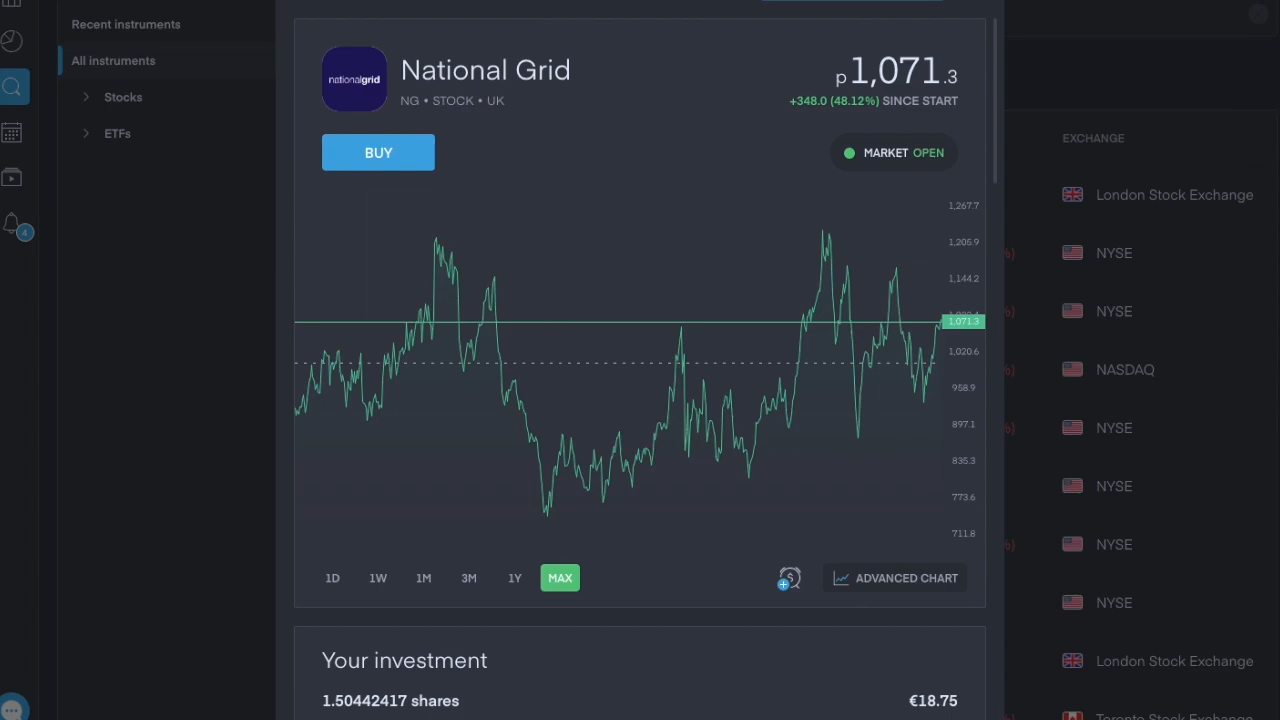 Recent instruments
All instruments
Stocks
ETFs
4
nationalgrid
National Grid
NG • STOCK • UK
p1,071.3
+348.0 (48.12%) SINCE START
BUY
MARKET OPEN
1,267.7
1,205.9
1,144.2
1,071.3
1,020.6
958.9
897.1
835.3
773.6
711.8
1D
1W
1M
3M
1Y
MAX
ADVANCED CHART
Your investment
1.50442417 shares
€18.75
EXCHANGE
London Stock Exchange
NYSE
NYSE
NASDAQ
NYSE
NYSE
NYSE
NYSE
London Stock Exchange
Toronto Stock Exchange